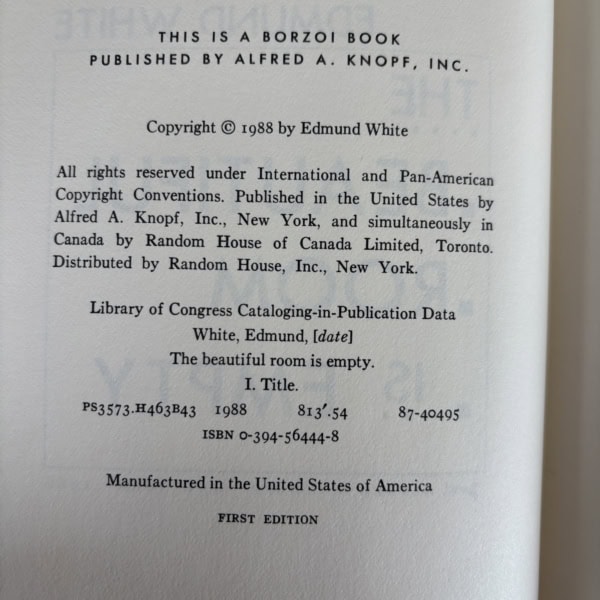 THIS IS A BORZOI BOOK
PUBLISHED BY ALFRED A. KNOPF, INC.
Copyright © 1988 by Edmund White
All rights reserved under International and Pan-American
Copyright Conventions. Published in the United States by
Alfred A. Knopf, Inc., New York, and simultaneously in
Canada by Random House of Canada Limited, Toronto.
Distributed by Random House, Inc., New York.
Library of Congress Cataloging-in-Publication Data
White, Edmund, [date]
The beautiful room is empty.
I. Title.
PS3573.H463B43 1988 813'.54 87-40495
ISBN 0-394-56444-8
Manufactured in the United States of America
FIRST EDITION